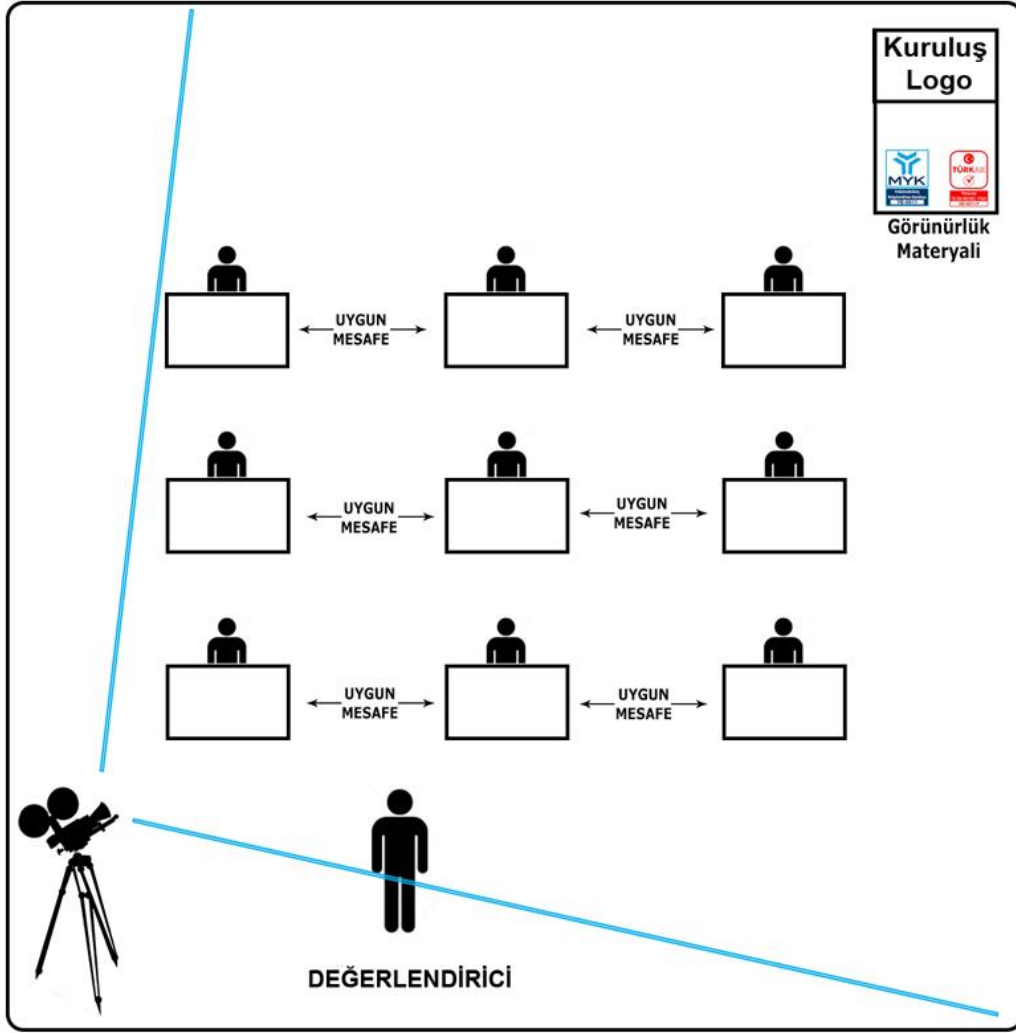 Kuruluş
Logo
MYK
TÜRKAK
Görünürlük
Materyali
UYGUN
MESAFE
UYGUN
MESAFE
UYGUN
MESAFE
UYGUN
MESAFE
UYGUN
MESAFE
UYGUN
MESAFE
DEĞERLENDİRİCİ